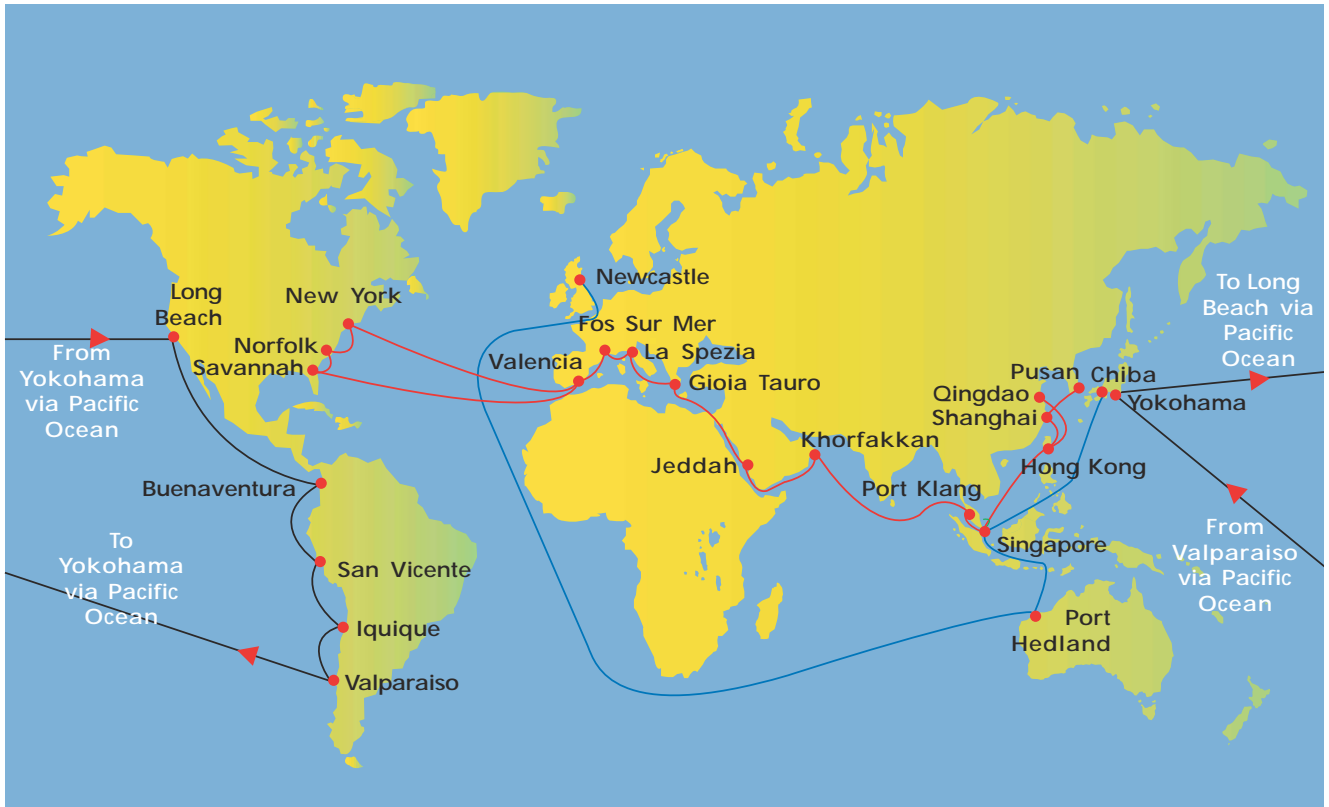 Newcastle
Long
Beach
New York
To Long
Beach via
Pacific
Ocean
Fos Sur Mer
Norfolk
Savannah
From
Yokohama
via Pacific
Ocean
Valencia
La Spezia
Gioia Tauro
Pusan
Chiba
Qingdao
Yokohama
Shanghai
Khorfakkan
Hong Kong
Jeddah
Port Klang
Buenaventura
Singapore
From
Valparaiso
via Pacific
Ocean
To
Yokohama
via Pacific
Ocean
San Vicente
Iquique
Port
Hedland
Valparaiso